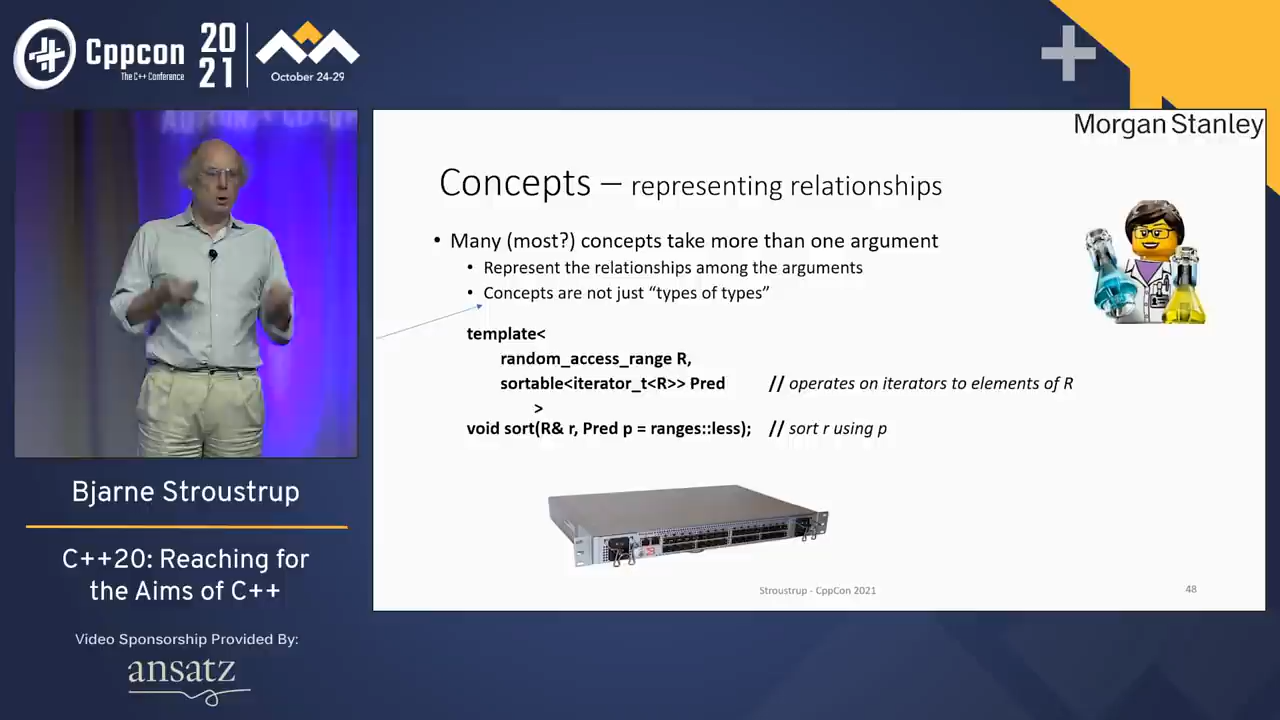 Cppcon
The C++ Conference
20
21
October 24-29
Morgan Stanley
Concepts – representing relationships
• Many (most?) concepts take more than one argument
• Represent the relationships among the arguments
• Concepts are not just “types of types”
template<
random_access_range R,
sortable<iterator_t<R>> Pred // operates on iterators to elements of R
>
void sort(R& r, Pred p = ranges::less); // sort r using p
Stroustrup - CppCon 2021
48
Bjarne Stroustrup
C++20: Reaching for
the Aims of C++
Video Sponsorship Provided By:
ansatz